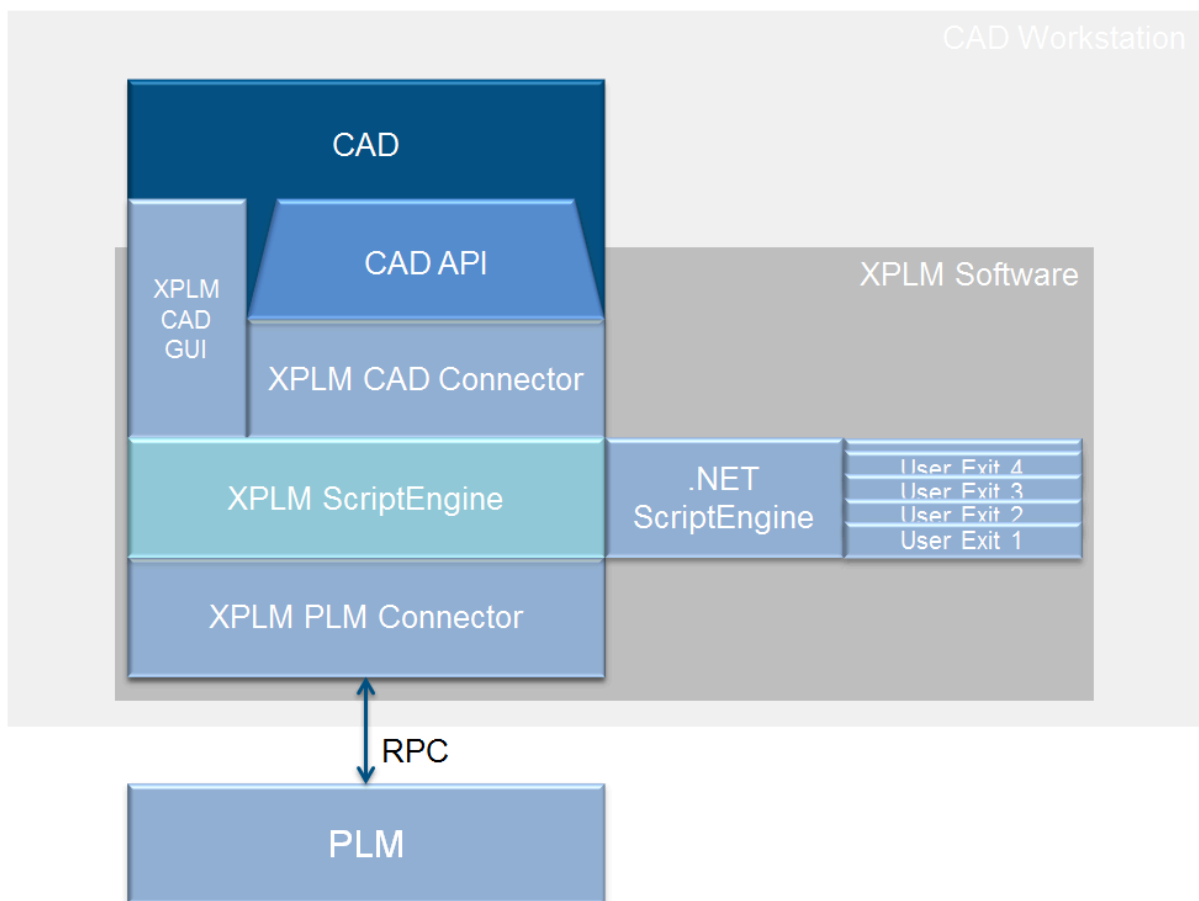 CAD Workstation
CAD
CAD API
XPLM Software
XPLM
CAD
GUI
XPLM CAD Connector
XPLM ScriptEngine
.NET
ScriptEngine
User Exit 4
User Exit 3
User Exit 2
User Exit 1
XPLM PLM Connector
RPC
PLM